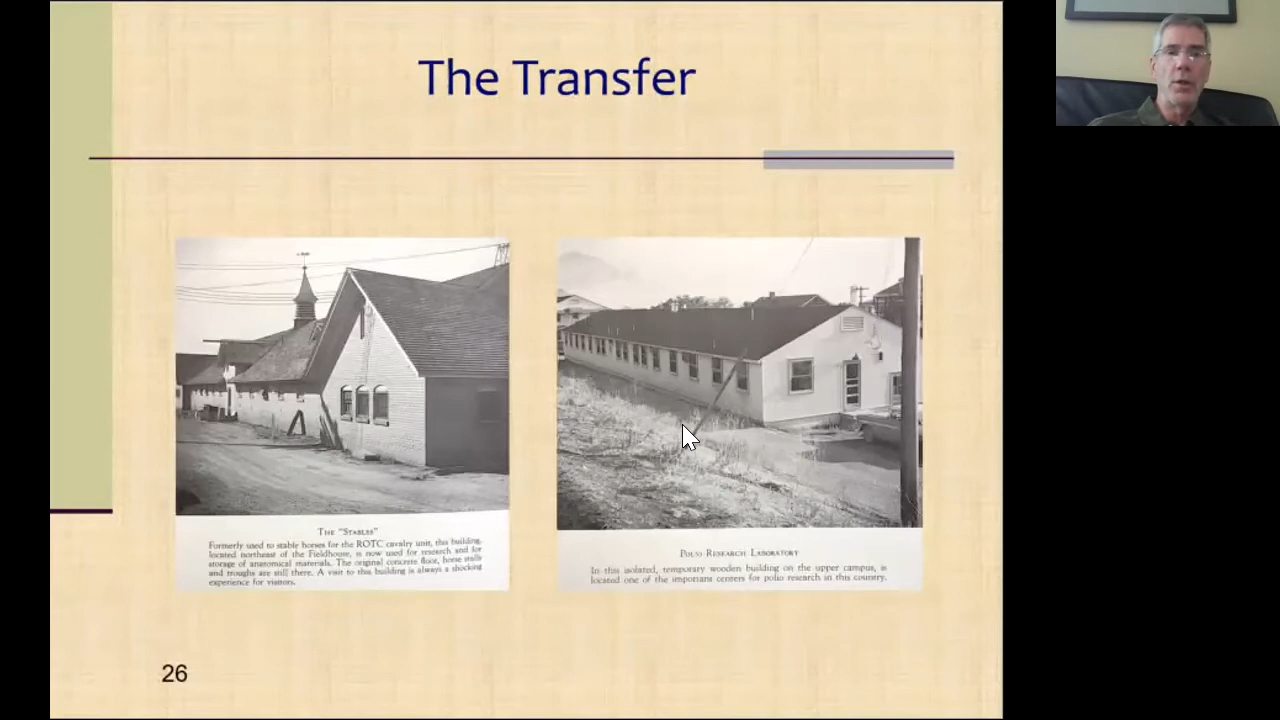 The Transfer
THE "STABLES"
Formerly used to stable horses for the ROTC cavalry unit, this building,
located northeast of the Fieldhouse, is now used for research and for
storage of anatomical materials. The original concrete floor, horse stalls
and troughs are still there. A visit to this building is always a shocking
experience for visitors.
POLIO RESEARCH LABORATORY
In this isolated, temporary wooden building on the upper campus, is
located one of the important centers for polio research in this country.
26